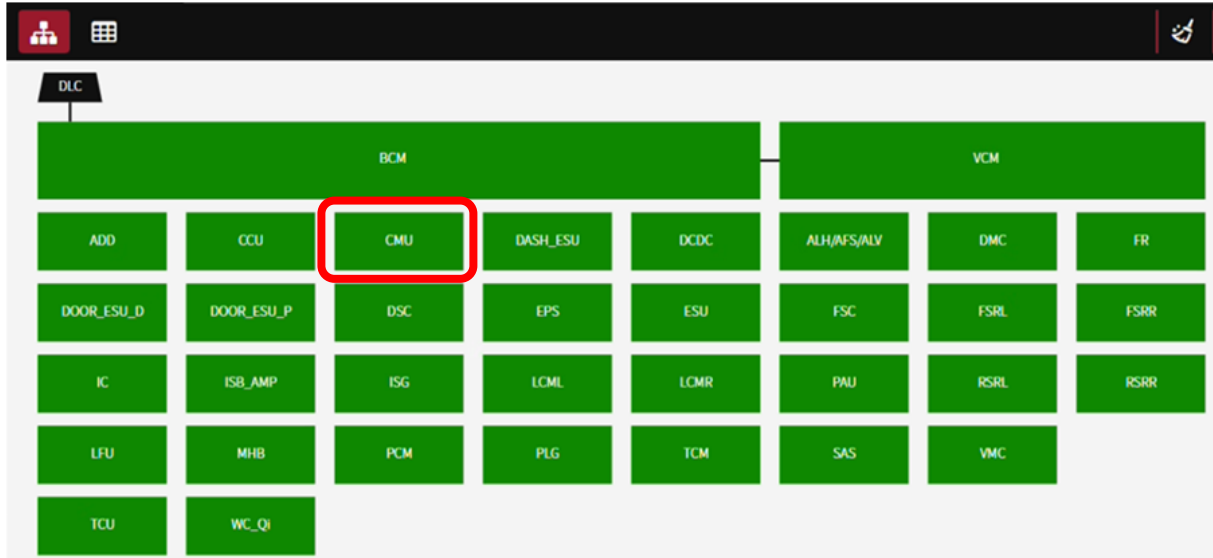 DLC
BCM VCM
ADD CCU CMU DASH_ESU DCDC ALH/AFS/ALV DMC FR
DOOR_ESU_D DOOR_ESU_P DSC EPS ESU FSC FSRL FSRR
IC ISB_AMP ISG LCML LCMR PAU RSRL RSRR
LFU MHB PCM PLG TCM SAS VMC
TCU WC_Qi